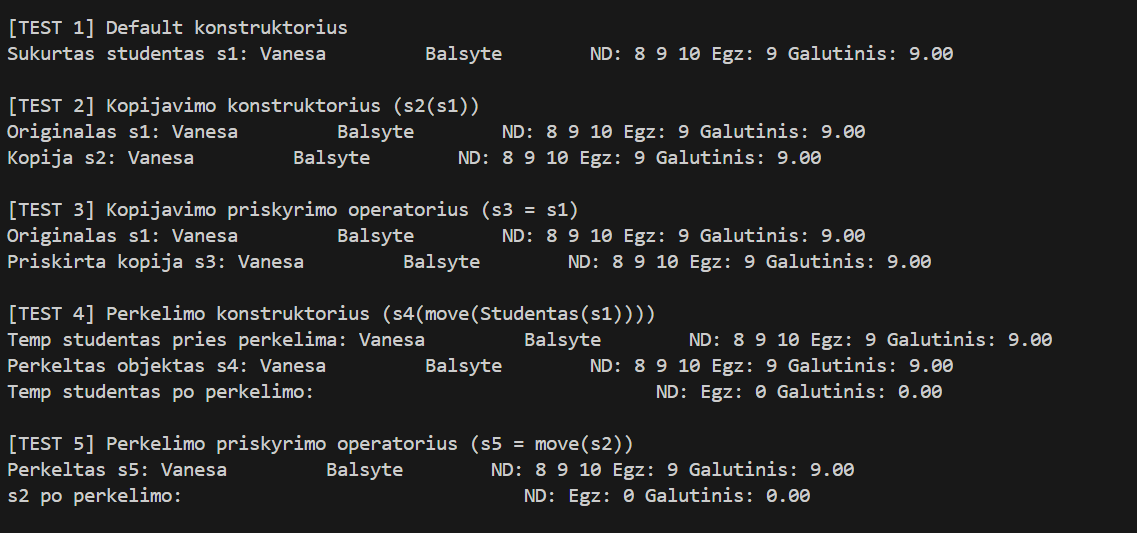 [TEST 1] Default konstruktorius
Sukurtas studentas s1: Vanesa         Balsyte        ND: 8 9 10 Egz: 9 Galutinis: 9.00
[TEST 2] Kopijavimo konstruktorius (s2(s1))
Originalas s1: Vanesa         Balsyte        ND: 8 9 10 Egz: 9 Galutinis: 9.00
Kopija s2: Vanesa         Balsyte        ND: 8 9 10 Egz: 9 Galutinis: 9.00
[TEST 3] Kopijavimo priskyrimo operatorius (s3 = s1)
Originalas s1: Vanesa         Balsyte        ND: 8 9 10 Egz: 9 Galutinis: 9.00
Priskirta kopija s3: Vanesa         Balsyte        ND: 8 9 10 Egz: 9 Galutinis: 9.00
[TEST 4] Perkelimo konstruktorius (s4(move(Studentas(s1))))
Temp studentas pries perkelima: Vanesa         Balsyte        ND: 8 9 10 Egz: 9 Galutinis: 9.00
Perkeltas objektas s4: Vanesa         Balsyte        ND: 8 9 10 Egz: 9 Galutinis: 9.00
Temp studentas po perkelimo:                               ND: Egz: 0 Galutinis: 0.00
[TEST 5] Perkelimo priskyrimo operatorius (s5 = move(s2))
Perkeltas s5: Vanesa         Balsyte        ND: 8 9 10 Egz: 9 Galutinis: 9.00
s2 po perkelimo:                               ND: Egz: 0 Galutinis: 0.00